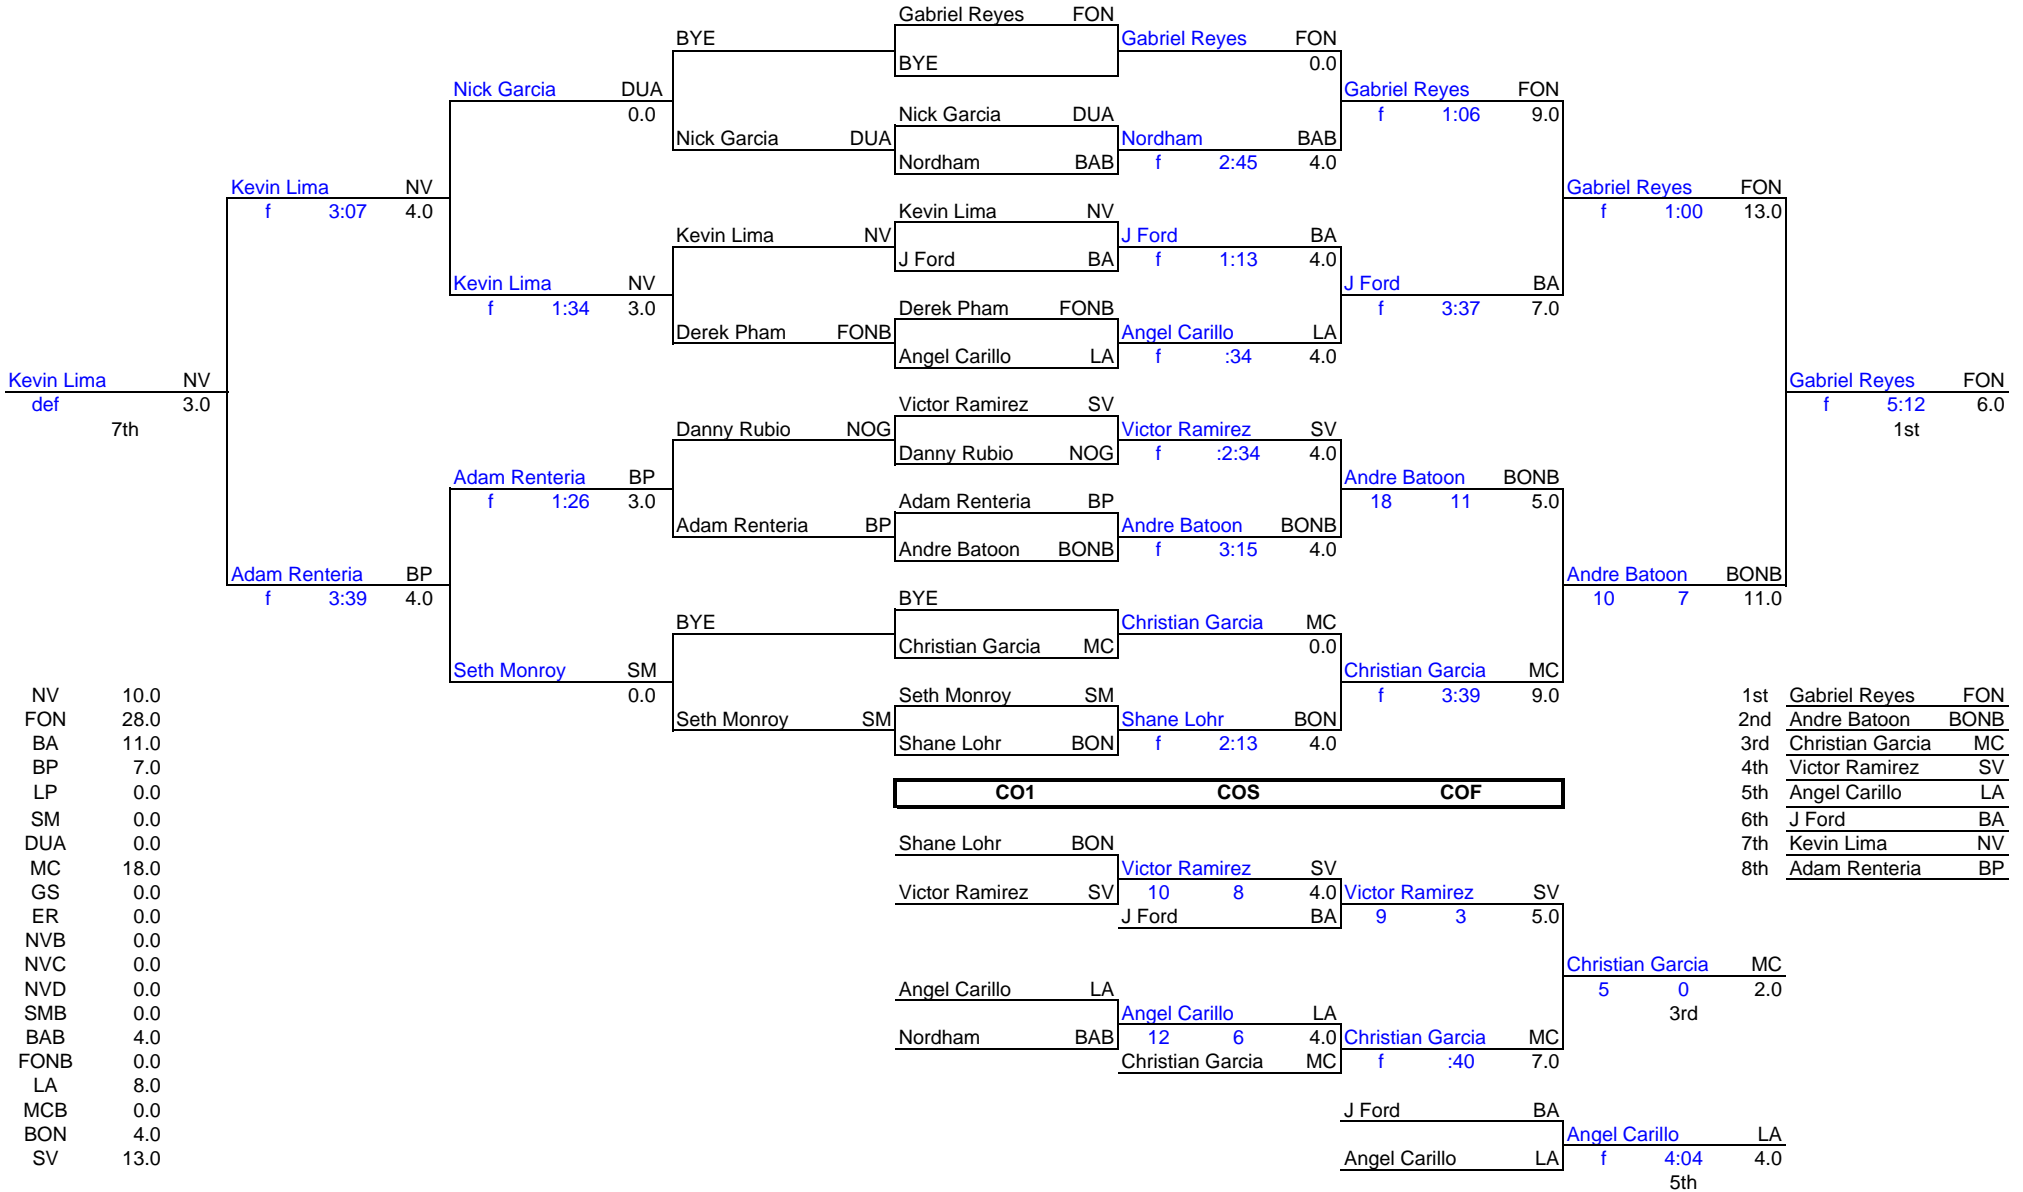 Gabriel Reyes FON
BYE Gabriel Reyes FON
BYE 0.0
Nick Garcia DUA Gabriel Reyes FON
0.0 Nick Garcia DUA f 1:06 9.0
Nick Garcia DUA Nordham BAB
Nordham BAB f 2:45 4.0
Kevin Lima NV Gabriel Reyes FON
f 3:07 4.0 Kevin Lima NV f 1:00 13.0
Kevin Lima NV J Ford BA
J Ford BA f 1:13 4.0
Kevin Lima NV J Ford BA
f 1:34 3.0 Derek Pham FONB f 3:37 7.0
Derek Pham FONB Angel Carillo LA
Angel Carillo LA f :34 4.0
Kevin Lima NV Gabriel Reyes FON
def 3.0 Victor Ramirez SV f 5:12 6.0
7th Danny Rubio NOG Victor Ramirez SV 1st
Danny Rubio NOG f :2:34 4.0
Adam Renteria BP Andre Batoon BONB
f 1:26 3.0 Adam Renteria BP 18 11 5.0
Adam Renteria BP Andre Batoon BONB
Andre Batoon BONB f 3:15 4.0
Adam Renteria BP Andre Batoon BONB
f 3:39 4.0 BYE 10 7 11.0
BYE Christian Garcia MC
Christian Garcia MC 0.0
Seth Monroy SM Christian Garcia MC
NV 10.0 0.0 Seth Monroy SM f 3:39 9.0 1st Gabriel Reyes FON
FON 28.0 Seth Monroy SM Shane Lohr BON 2nd Andre Batoon BONB
BA 11.0 Shane Lohr BON f 2:13 4.0 3rd Christian Garcia MC
BP 7.0 4th Victor Ramirez SV
LP 0.0 CO1 COS COF 5th Angel Carillo LA
SM 0.0 6th J Ford BA
DUA 0.0 Shane Lohr BON 7th Kevin Lima NV
MC 18.0 Victor Ramirez SV 8th Adam Renteria BP
GS 0.0 Victor Ramirez SV 10 8 4.0 Victor Ramirez SV
ER 0.0 J Ford BA 9 3 5.0
NVB 0.0
NVC 0.0 Christian Garcia MC
NVD 0.0 Angel Carillo LA 5 0 2.0
SMB 0.0 Angel Carillo LA 3rd
BAB 4.0 Nordham BAB 12 6 4.0 Christian Garcia MC
FONB 0.0 Christian Garcia MC f :40 7.0
LA 8.0
MCB 0.0 J Ford BA
BON 4.0 Angel Carillo LA
SV 13.0 Angel Carillo LA f 4:04 4.0
5th